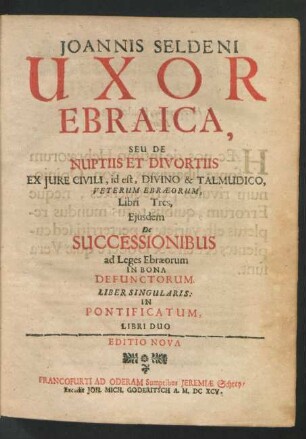 JOANNIS SELDENI
UXOR
EBRAICA,
SEU DE
NUPTIIS ET DIVORTIIS
EX JURE CIVILI, id eſt, DIVINO & TALMUDICO,
VETERUM EBRÆORUM,
Libri Tres,
Ejusdem
De
SUCCESSIONIBUS
ad Leges Ebræorum
IN BONA
DEFUNCTORUM
LIBER SINGULARIS:
IN
PONTIFICATUM,
LIBRI DUO
EDITIO NOVA
FRANCOFURTI AD ODERAM Sumptibus JEREMIÆ Schrey,
Excudit JOH. MICH. GODERITSCH A. M. DC XCV.